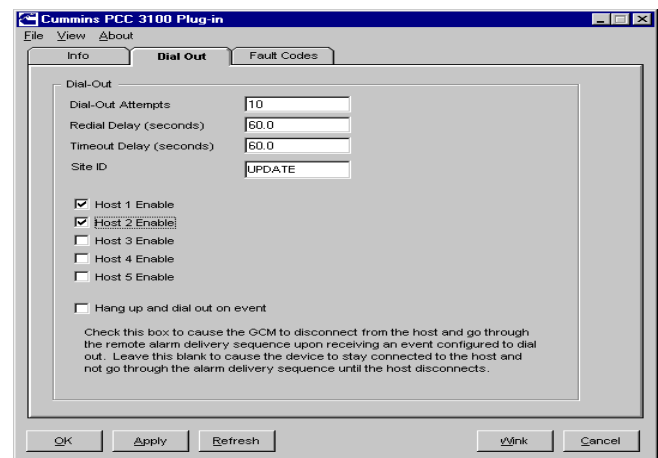 Cummins PCC 3100 Plug-in
File View About
Info Dial Out Fault Codes
Dial-Out
Dial-Out Attempts 10
Redial Delay (seconds) 60.0
Timeout Delay (seconds) 60.0
Site ID UPDATE
Host 1 Enable
Host 2 Enable
Host 3 Enable
Host 4 Enable
Host 5 Enable
Hang up and dial out on event
Check this box to cause the GCM to disconnect from the host and go through
the remote alarm delivery sequence upon receiving an event configured to dial
out. Leave this blank to cause the device to stay connected to the host and
not go through the alarm delivery sequence until the host disconnects.
OK Apply Refresh Wink Cancel